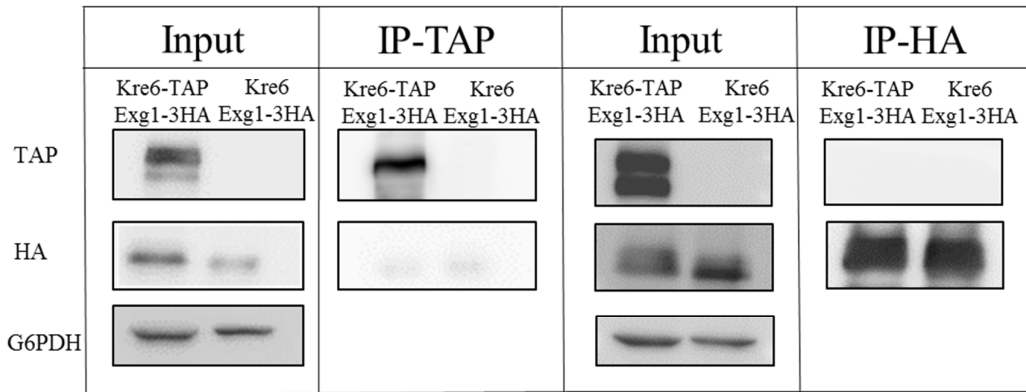 Input IP-TAP Input IP-HA
Kre6-TAP Kre6 Kre6-TAP Kre6 Kre6-TAP Kre6 Kre6-TAP Kre6
Exg1-3HA Exg1-3HA Exg1-3HA Exg1-3HA Exg1-3HA Exg1-3HA Exg1-3HA Exg1-3HA
TAP
HA
G6PDH